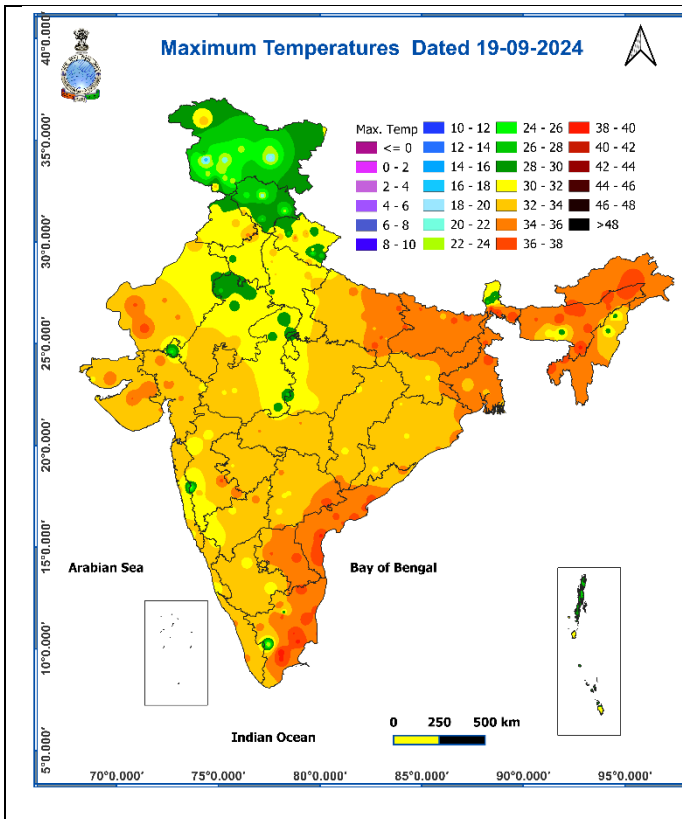 Maximum Temperatures Dated 19-09-2024
Max. Temp
<= 0
0 - 2
2 - 4
4 - 6
6 - 8
8 - 10
10 - 12
12 - 14
14 - 16
16 - 18
18 - 20
20 - 22
22 - 24
24 - 26
26 - 28
28 - 30
30 - 32
32 - 34
34 - 36
36 - 38
38 - 40
40 - 42
42 - 44
44 - 46
46 - 48
>48
40°0.000'
35°0.000'
30°0.000'
25°0.000'
20°0.000'
15°0.000'
10°0.000'
5°0.000'
Arabian Sea
Bay of Bengal
Indian Ocean
0 250 500 km
70°0.000' 75°0.000' 80°0.000' 85°0.000' 90°0.000' 95°0.000'